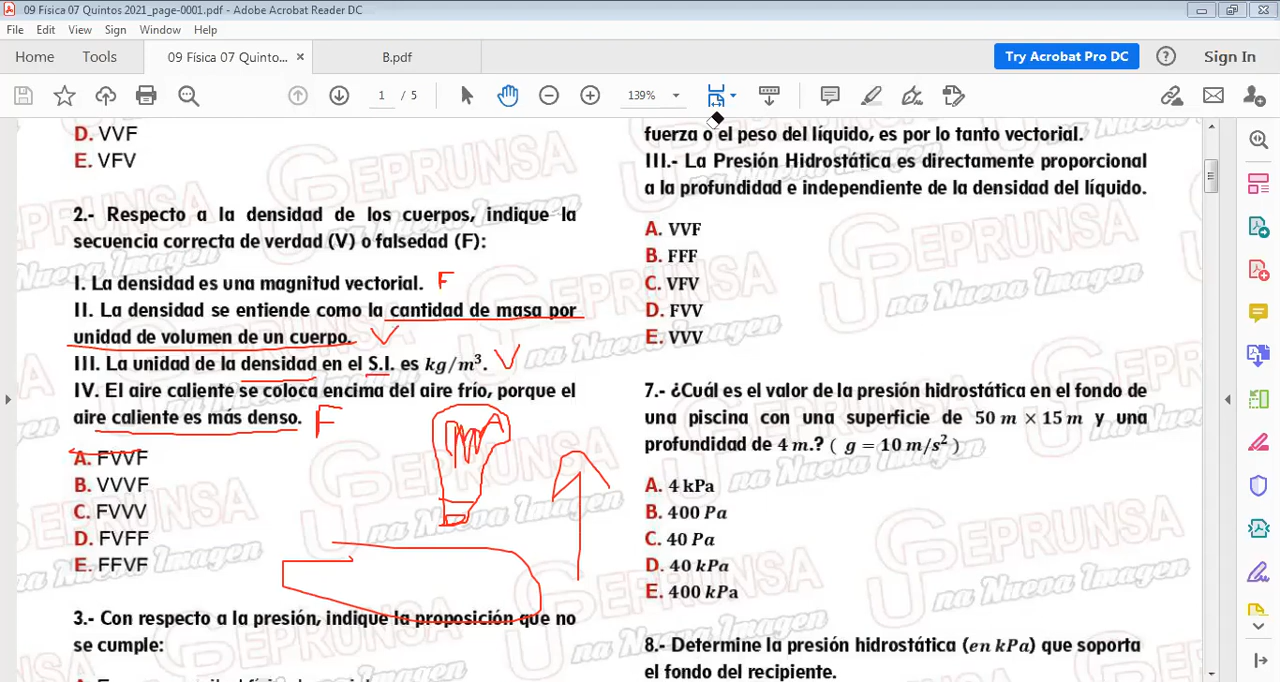 09 Física 07 Quintos 2021_page-0001.pdf - Adobe Acrobat Reader DC
File Edit View Sign Window Help
Home Tools 09 Física 07 Quinto... × B.pdf Try Acrobat Pro DC ? Sign In
1 / 5 139%
D. VVF
E. VFV
2.- Respecto a la densidad de los cuerpos, indique la
secuencia correcta de verdad (V) o falsedad (F):
I. La densidad es una magnitud vectorial. F
II. La densidad se entiende como la cantidad de masa por
unidad de volumen de un cuerpo. V
III. La unidad de la densidad en el S.I. es kg/m³. V
IV. El aire caliente se coloca encima del aire frío, porque el
aire caliente es más denso. F
A. FVVF
B. VVVF
C. FVVV
D. FVFF
E. FFVF
3.- Con respecto a la presión, indique la proposición que no
se cumple:
fuerza o el peso del líquido, es por lo tanto vectorial.
III.- La Presión Hidrostática es directamente proporcional
a la profundidad e independiente de la densidad del líquido.
A. VVF
B. FFF
C. VFV
D. FVV
E. VVV
7.- ¿Cuál es el valor de la presión hidrostática en el fondo de
una piscina con una superficie de 50 m × 15 m y una
profundidad de 4 m.? ( g = 10 m/s² )
A. 4 kPa
B. 400 Pa
C. 40 Pa
D. 40 kPa
E. 400 kPa
8.- Determine la presión hidrostática (en kPa) que soporta
el fondo del recipiente.
CEPRUNSA
Una Nueva Imagen